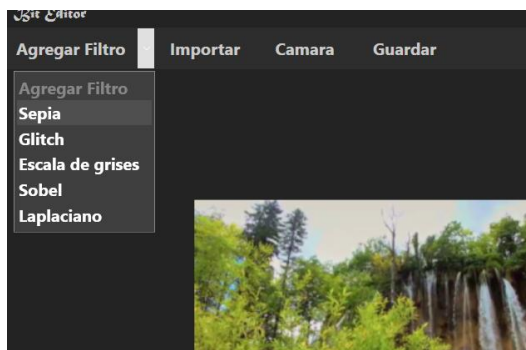 Bit Editor
Agregar Filtro Importar Camara Guardar
Agregar Filtro
Sepia
Glitch
Escala de grises
Sobel
Laplaciano